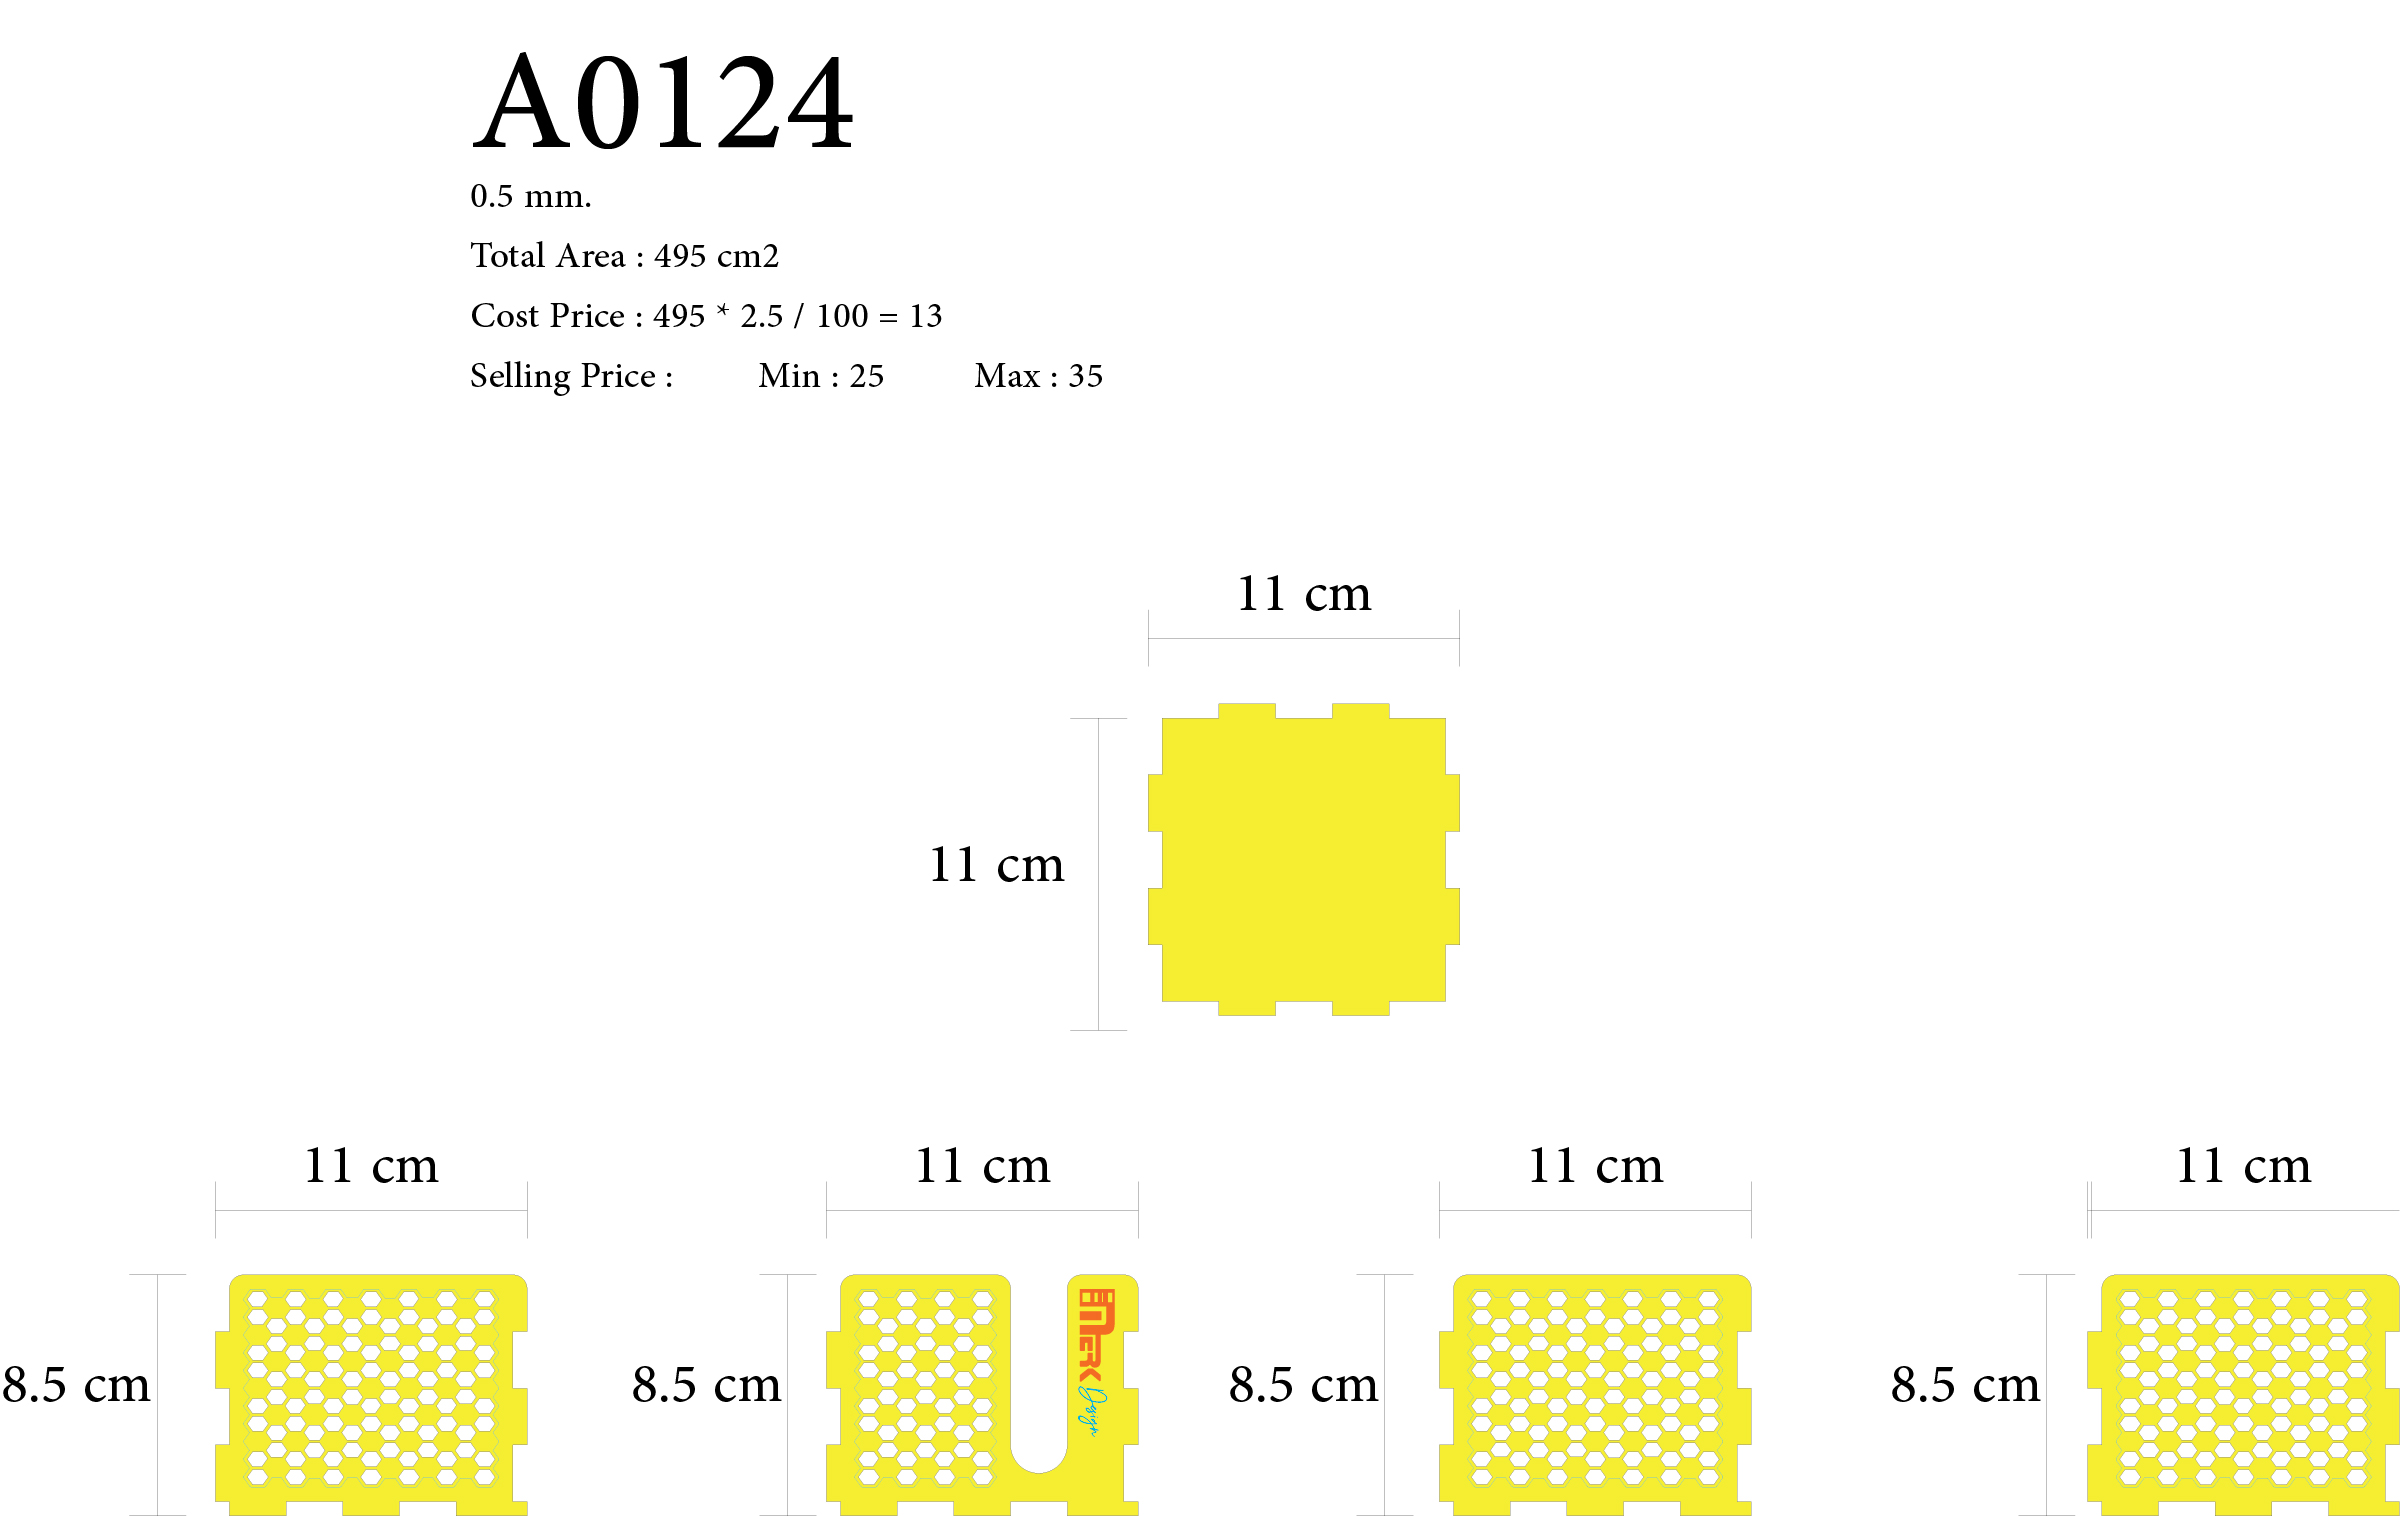 A0124
0.5 mm.
Total Area : 495 cm2
Cost Price : 495 * 2.5 / 100 = 13
Selling Price : Min : 25 Max : 35
11 cm
11 cm
11 cm
11 cm
11 cm
11 cm
8.5 cm
8.5 cm
8.5 cm
8.5 cm
Design